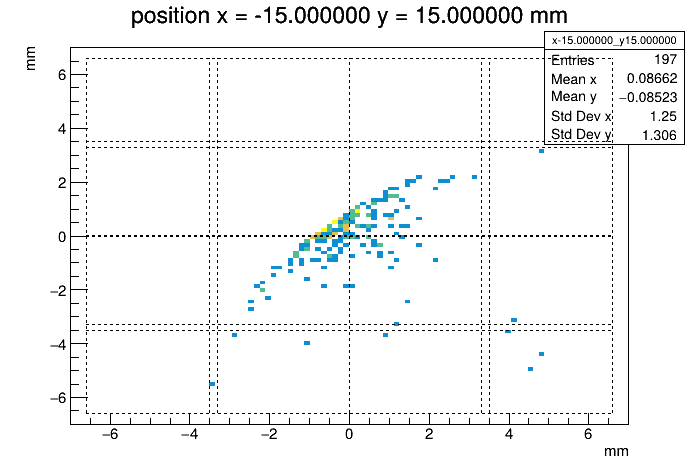 position x = -15.000000 y = 15.000000 mm
x-15.000000_y15.000000
Entries 197
Mean x 0.08662
Mean y −0.08523
Std Dev x 1.25
Std Dev y 1.306
mm
6
4
2
0
−2
−4
−6
−6 −4 −2 0 2 4 6
mm